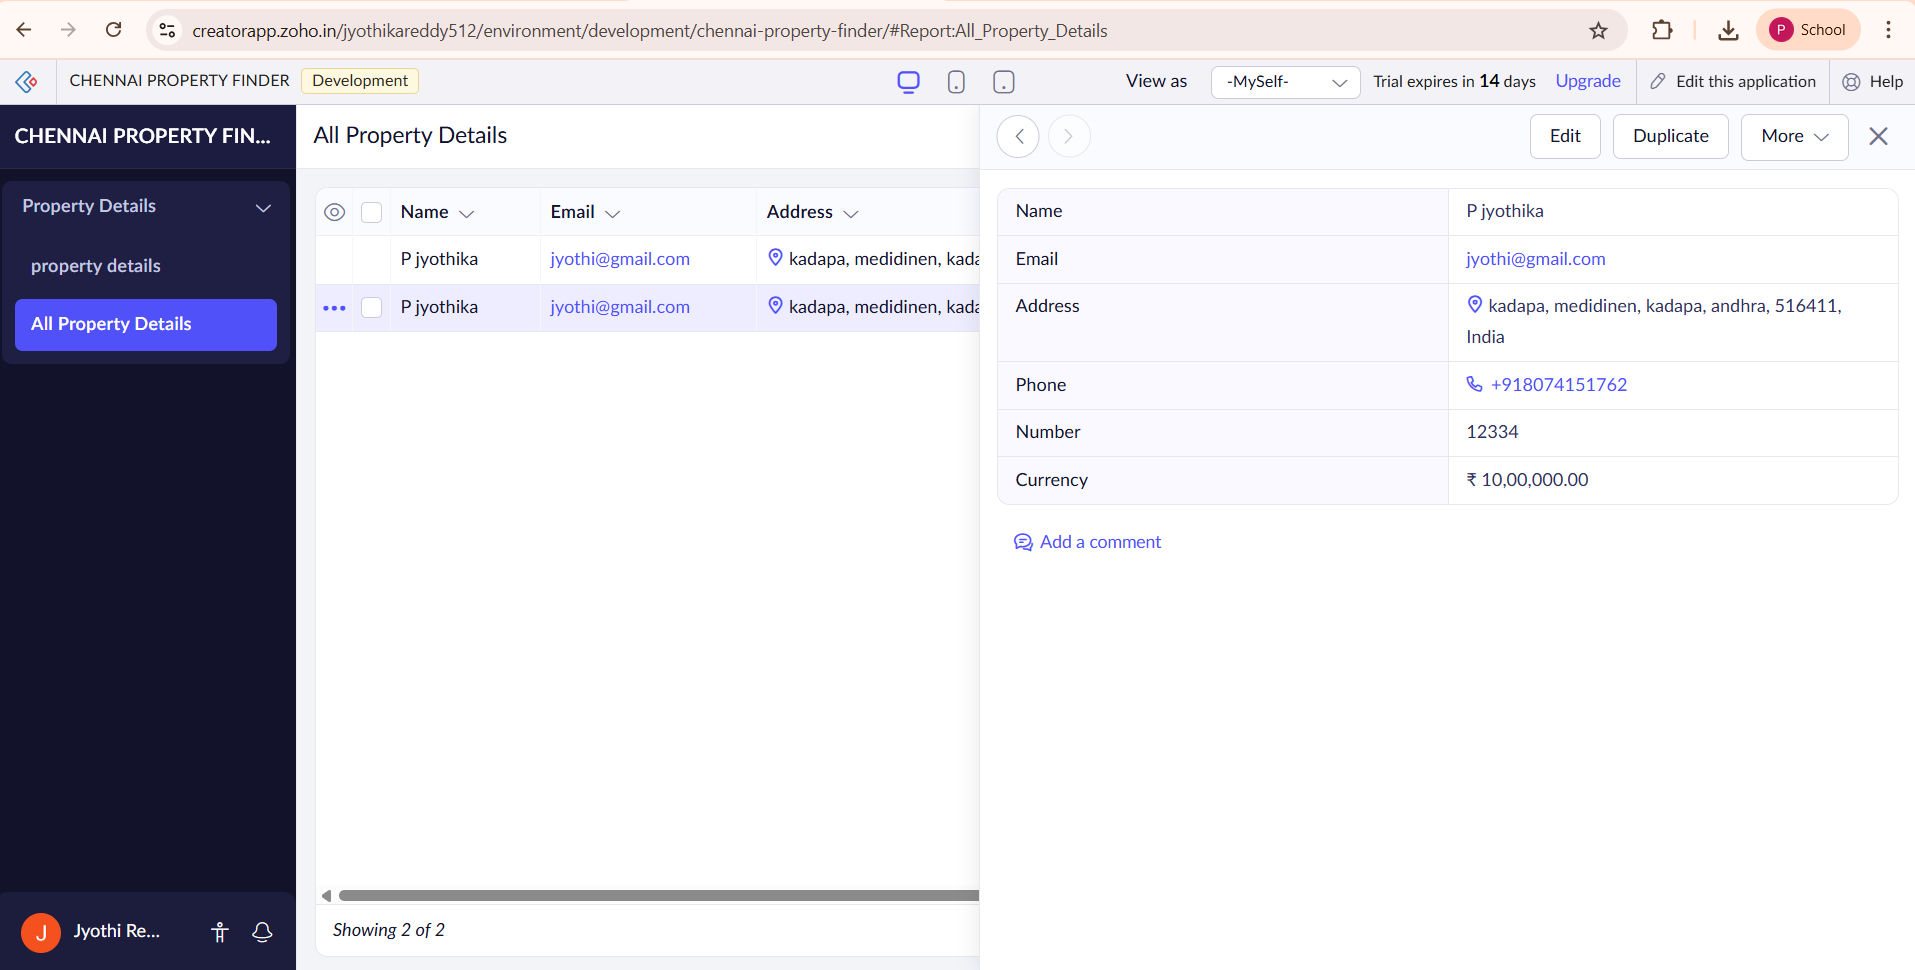 creatorapp.zoho.in/jyothikareddy512/environment/development/chennai-property-finder/#Report:All_Property_Details
P School
CHENNAI PROPERTY FINDER Development View as -MySelf- Trial expires in 14 days Upgrade Edit this application Help
CHENNAI PROPERTY FIN...
Property Details
property details
All Property Details
Jyothi Re...
J
All Property Details
Name Email Address
P jyothika jyothi@gmail.com kadapa, medidinen, kada
P jyothika jyothi@gmail.com kadapa, medidinen, kada
Showing 2 of 2
Edit Duplicate More
Name P jyothika
Email jyothi@gmail.com
Address kadapa, medidinen, kadapa, andhra, 516411,
India
Phone +918074151762
Number 12334
Currency ₹ 10,00,000.00
Add a comment